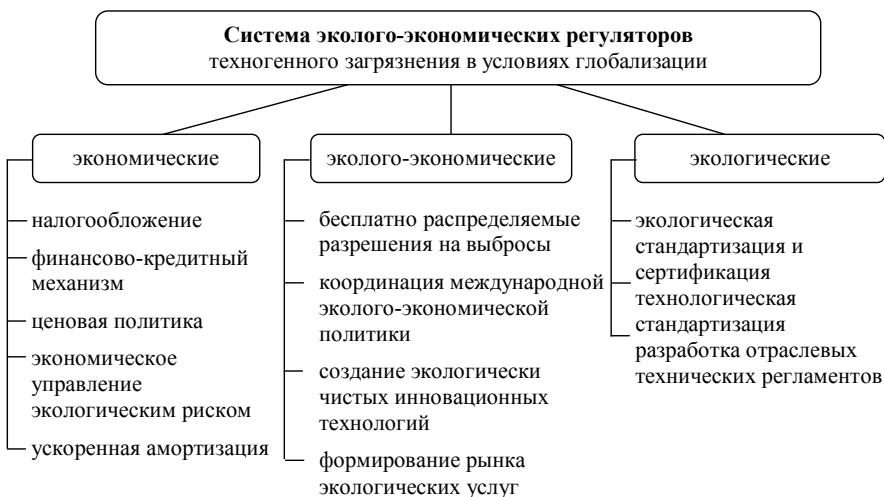 Система эколого-экономических регуляторов
техногенного загрязнения в условиях глобализации
экономические
налогообложение
финансово-кредитный
механизм
ценовая политика
экономическое
управление
экологическим риском
ускоренная амортизация
эколого-экономические
бесплатно распределяемые
разрешения на выбросы
координация международной
эколого-экономической
политики
создание экологически
чистых инновационных
технологий
формирование рынка
экологических услуг
экологические
экологическая
стандартизация и
сертификация
технологическая
стандартизация
разработка отраслевых
технических регламентов